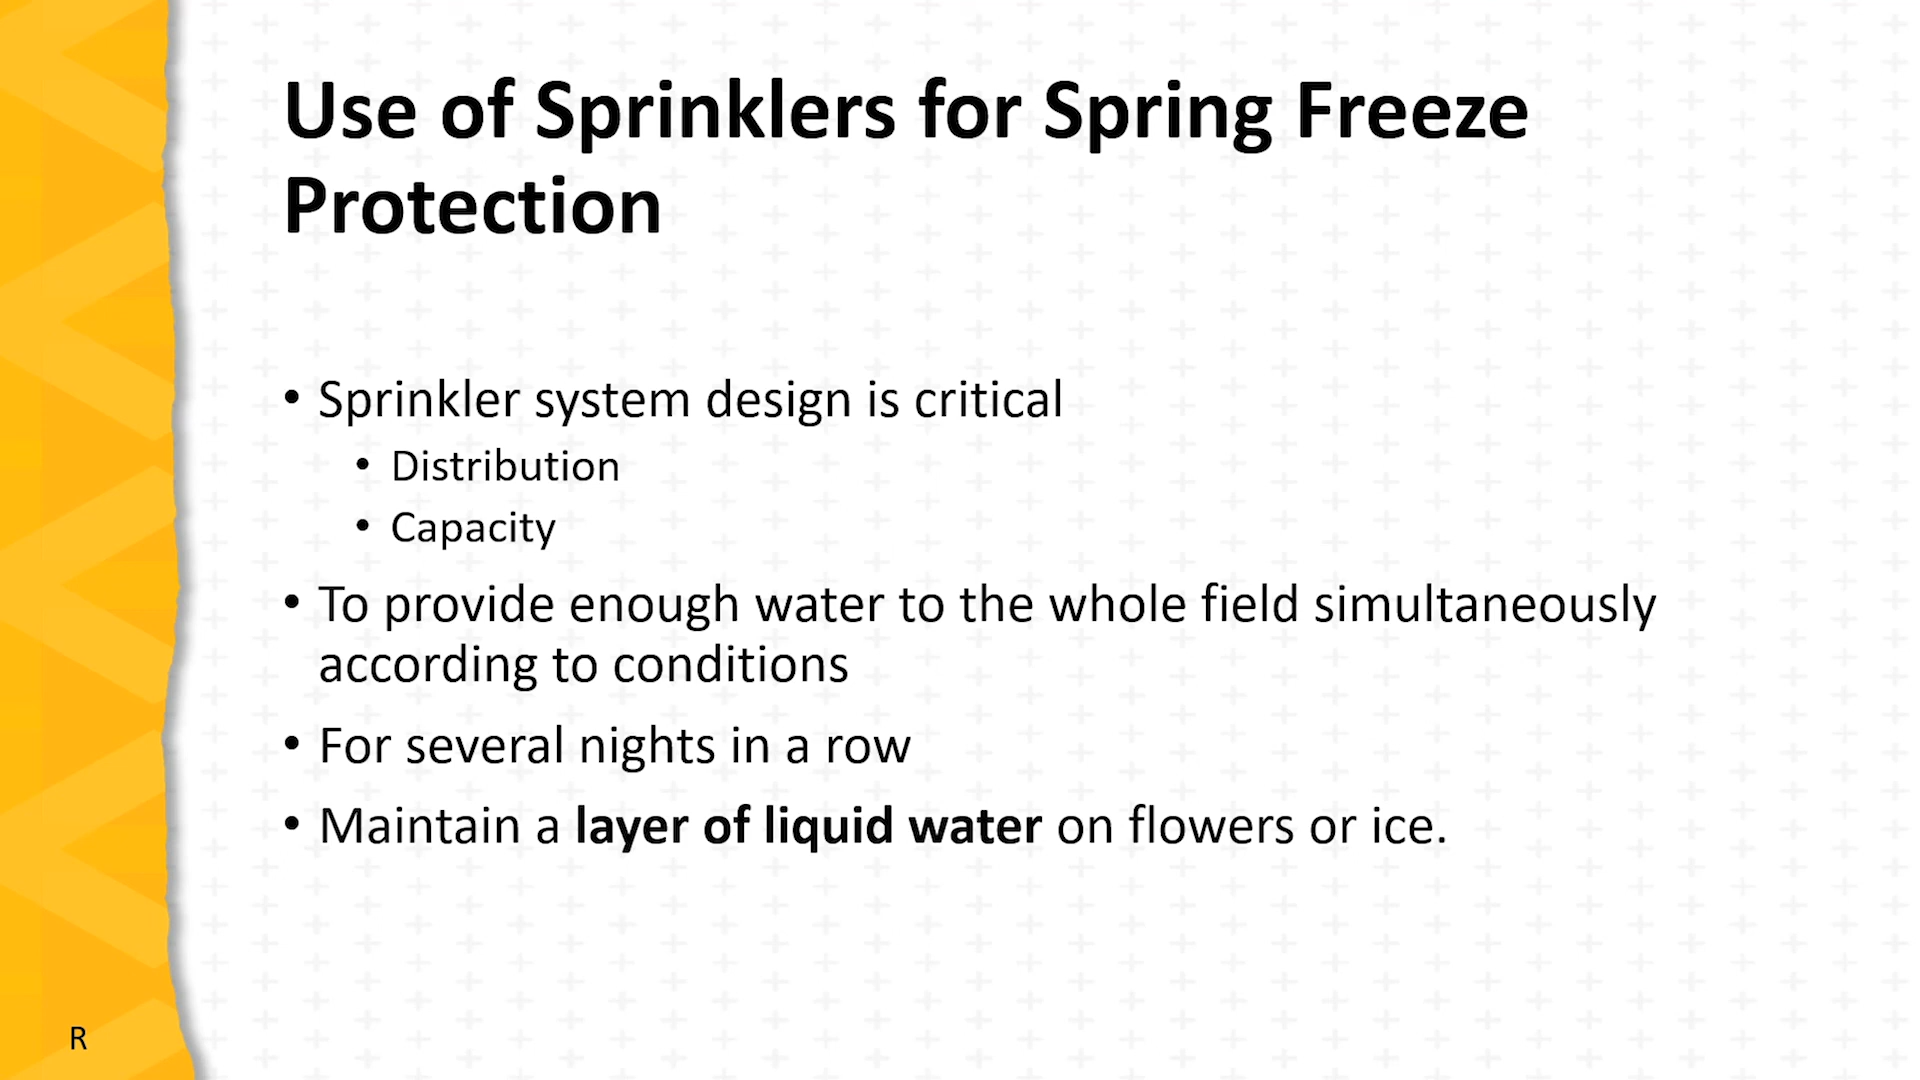 Use of Sprinklers for Spring Freeze
Protection
• Sprinkler system design is critical
• Distribution
• Capacity
• To provide enough water to the whole field simultaneously
according to conditions
• For several nights in a row
• Maintain a layer of liquid water on flowers or ice.
R